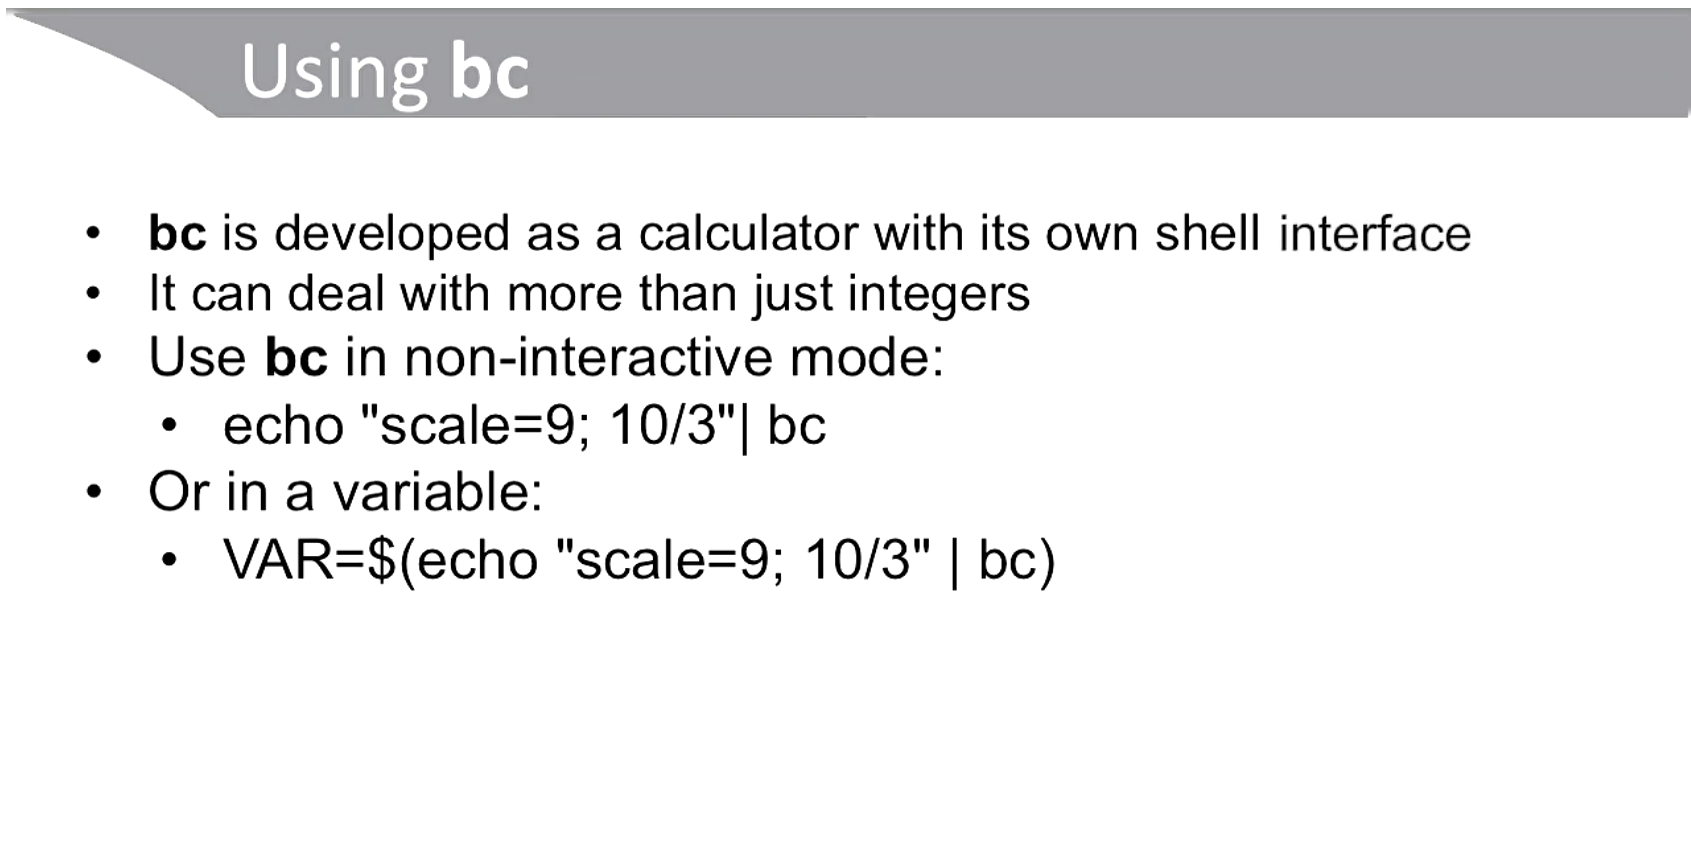 Using bc
• bc is developed as a calculator with its own shell interface
• It can deal with more than just integers
• Use bc in non-interactive mode:
• echo "scale=9; 10/3"| bc
• Or in a variable:
• VAR=$(echo "scale=9; 10/3" | bc)